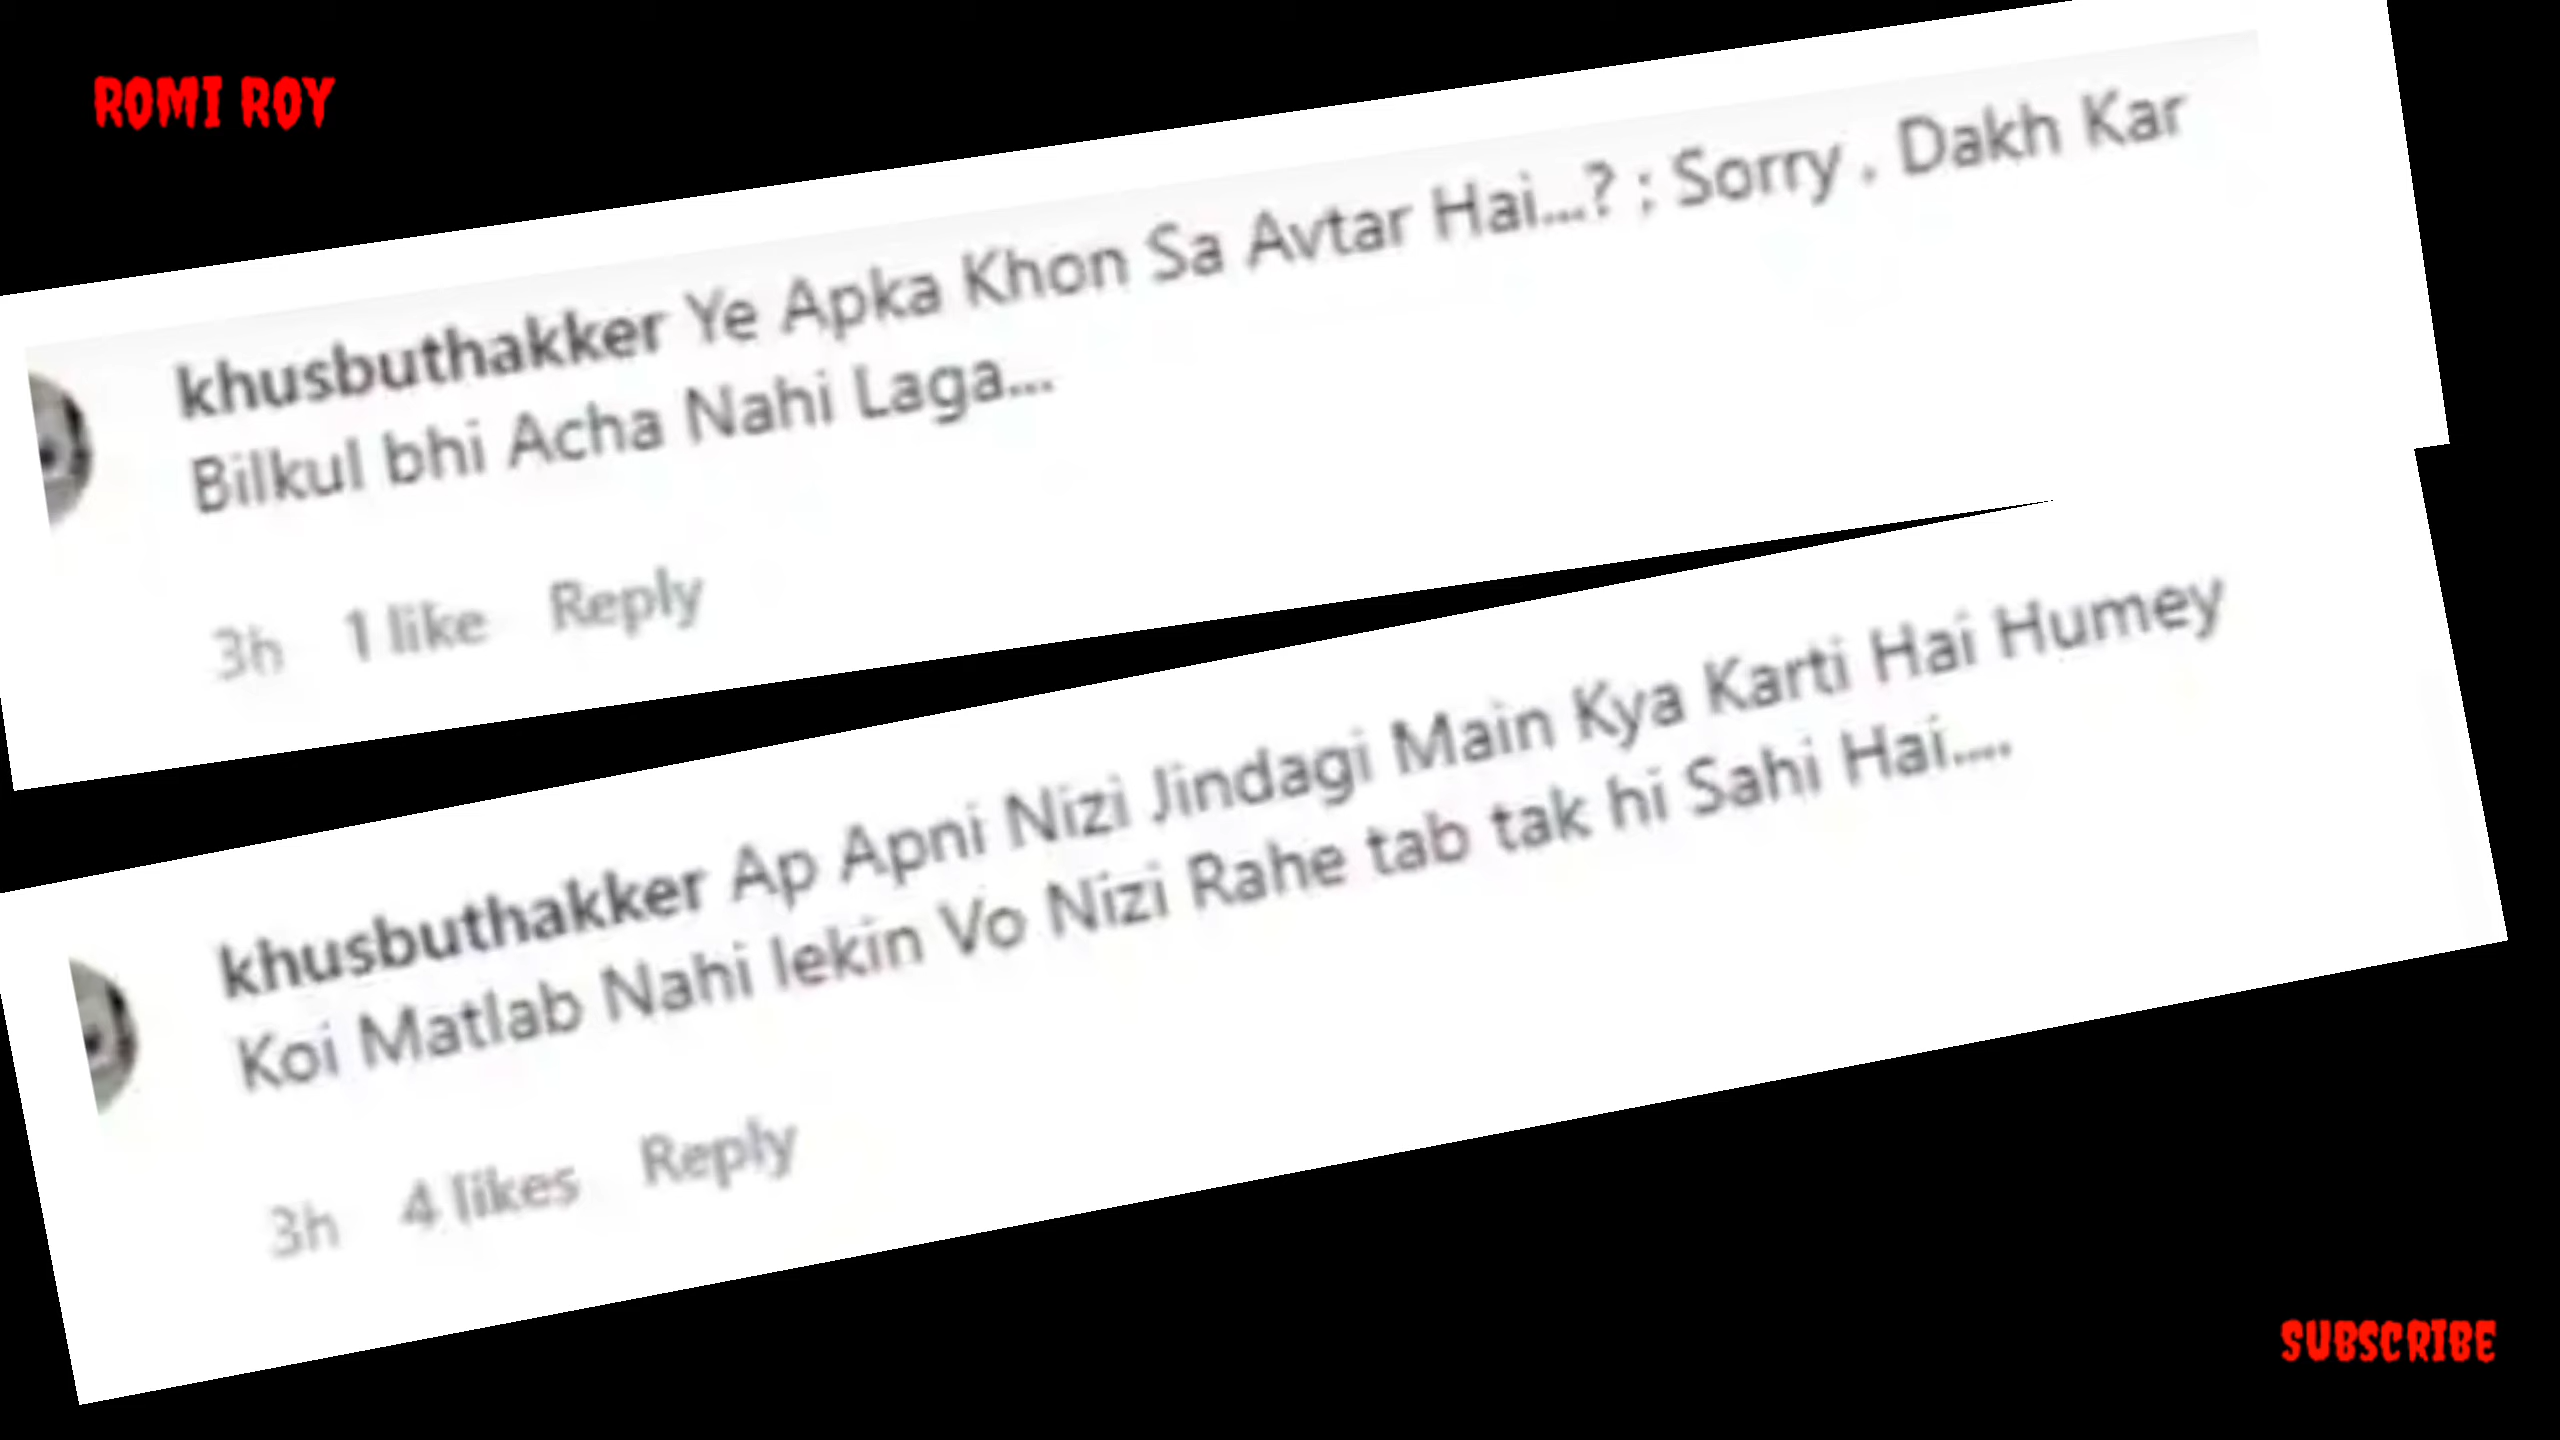 ROMI ROY
khusbuthakker Ye Apka Khon Sa Avtar Hai...? ; Sorry , Dakh Kar
Bilkul bhi Acha Nahi Laga...
3h 1 like Reply
khusbuthakker Ap Apni Nizi Jindagi Main Kya Karti Hai Humey
Koi Matlab Nahi lekin Vo Nizi Rahe tab tak hi Sahi Hai....
3h 4 likes Reply
SUBSCRIBE